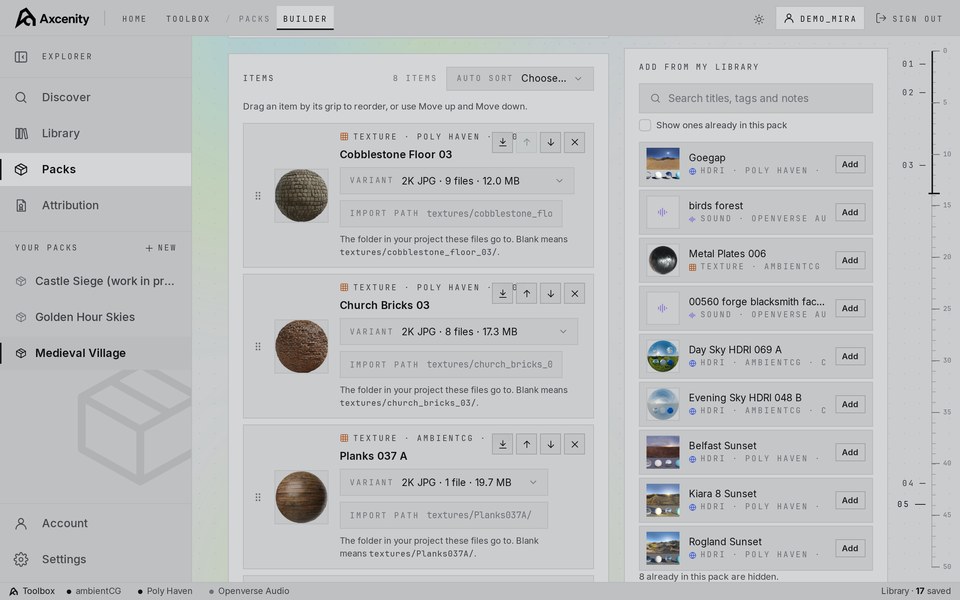 Axcenity
HOME
TOOLBOX
/ PACKS
BUILDER
DEMO_MIRA
SIGN OUT
EXPLORER
Discover
Library
Packs
Attribution
YOUR PACKS
+ NEW
Castle Siege (work in pr...
Golden Hour Skies
Medieval Village
Account
Settings
ITEMS
8 ITEMS
AUTO SORT Choose...
Drag an item by its grip to reorder, or use Move up and Move down.
TEXTURE · POLY HAVEN ·
Cobblestone Floor 03
VARIANT 2K JPG · 9 files · 12.0 MB
IMPORT PATH textures/cobblestone_flo
The folder in your project these files go to. Blank means
textures/cobblestone_floor_03/.
TEXTURE · POLY HAVEN ·
Church Bricks 03
VARIANT 2K JPG · 8 files · 17.3 MB
IMPORT PATH textures/church_bricks_0
The folder in your project these files go to. Blank means
textures/church_bricks_03/.
TEXTURE · AMBIENTCG ·
Planks 037 A
VARIANT 2K JPG · 1 file · 19.7 MB
IMPORT PATH textures/Planks037A/
The folder in your project these files go to. Blank
means textures/Planks037A/.
ADD FROM MY LIBRARY
Search titles, tags and notes
Show ones already in this pack
Goegap
HDRI · POLY HAVEN ·
Add
birds forest
SOUND · OPENVERSE AU
Add
Metal Plates 006
TEXTURE · AMBIENTCG
Add
00560 forge blacksmith fac...
SOUND · OPENVERSE AU
Add
Day Sky HDRI 069 A
HDRI · AMBIENTCG · C
Add
Evening Sky HDRI 048 B
HDRI · AMBIENTCG · C
Add
Belfast Sunset
HDRI · POLY HAVEN ·
Add
Kiara 8 Sunset
HDRI · POLY HAVEN ·
Add
Rogland Sunset
HDRI · POLY HAVEN ·
Add
8 already in this pack are hidden.
01
02
03
04
05
0
5
10
15
20
25
30
35
40
45
50
Toolbox
ambientCG
Poly Haven
Openverse Audio
Library · 17 saved